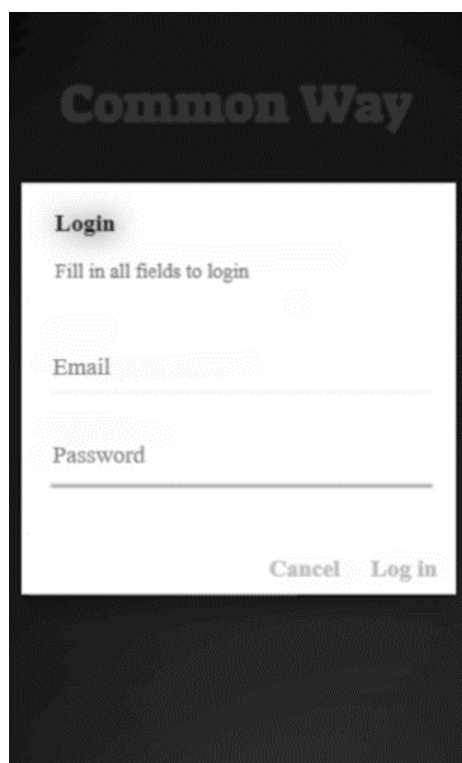 Common Way
Login
Fill in all fields to login
Email
Password
Cancel Log in